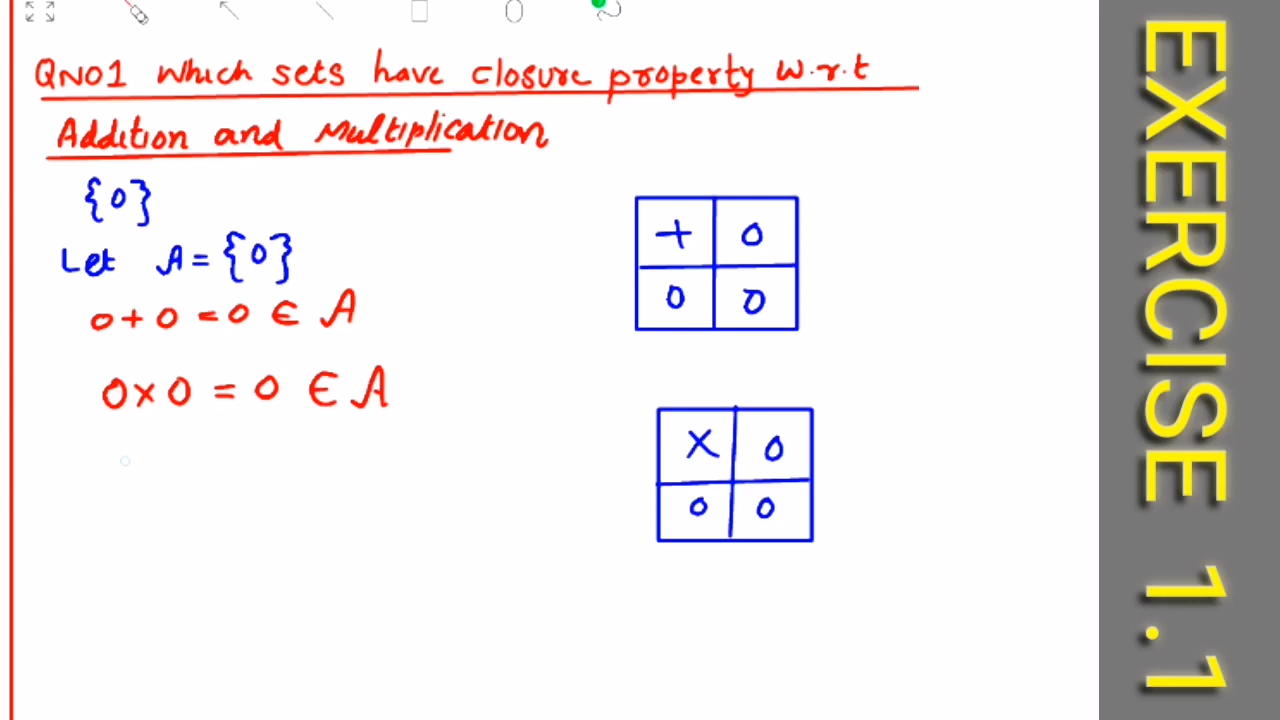 QNO1 Which sets have closure property w.r.t
Addition and Multiplication
{0}
Let A = {0}
0 + 0 = 0 ∈ A
0 × 0 = 0 ∈ A
+ 0
0 0
× 0
0 0
EXERCISE 1.1